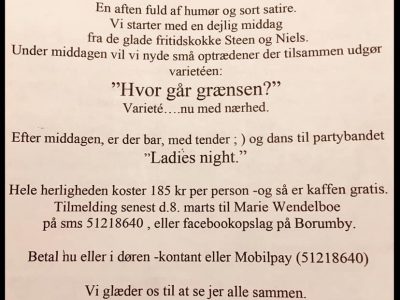 En aften fuld af humør og sort satire.
Vi starter med en dejlig middag
fra de glade fritidskokke Steen og Niels.
Under middagen vil vi nyde små optrædener der tilsammen udgør
varietéen:
”Hvor går grænsen?”
Varieté….nu med nærhed.
Efter middagen, er der bar, med tender ; ) og dans til partybandet
”Ladies night.”
Hele herligheden koster 185 kr per person -og så er kaffen gratis.
Tilmelding senest d.8. marts til Marie Wendelboe
på sms 51218640 , eller facebookopslag på Borumby.
Betal hu eller i døren -kontant eller Mobilpay (51218640)
Vi glæder os til at se jer alle sammen.